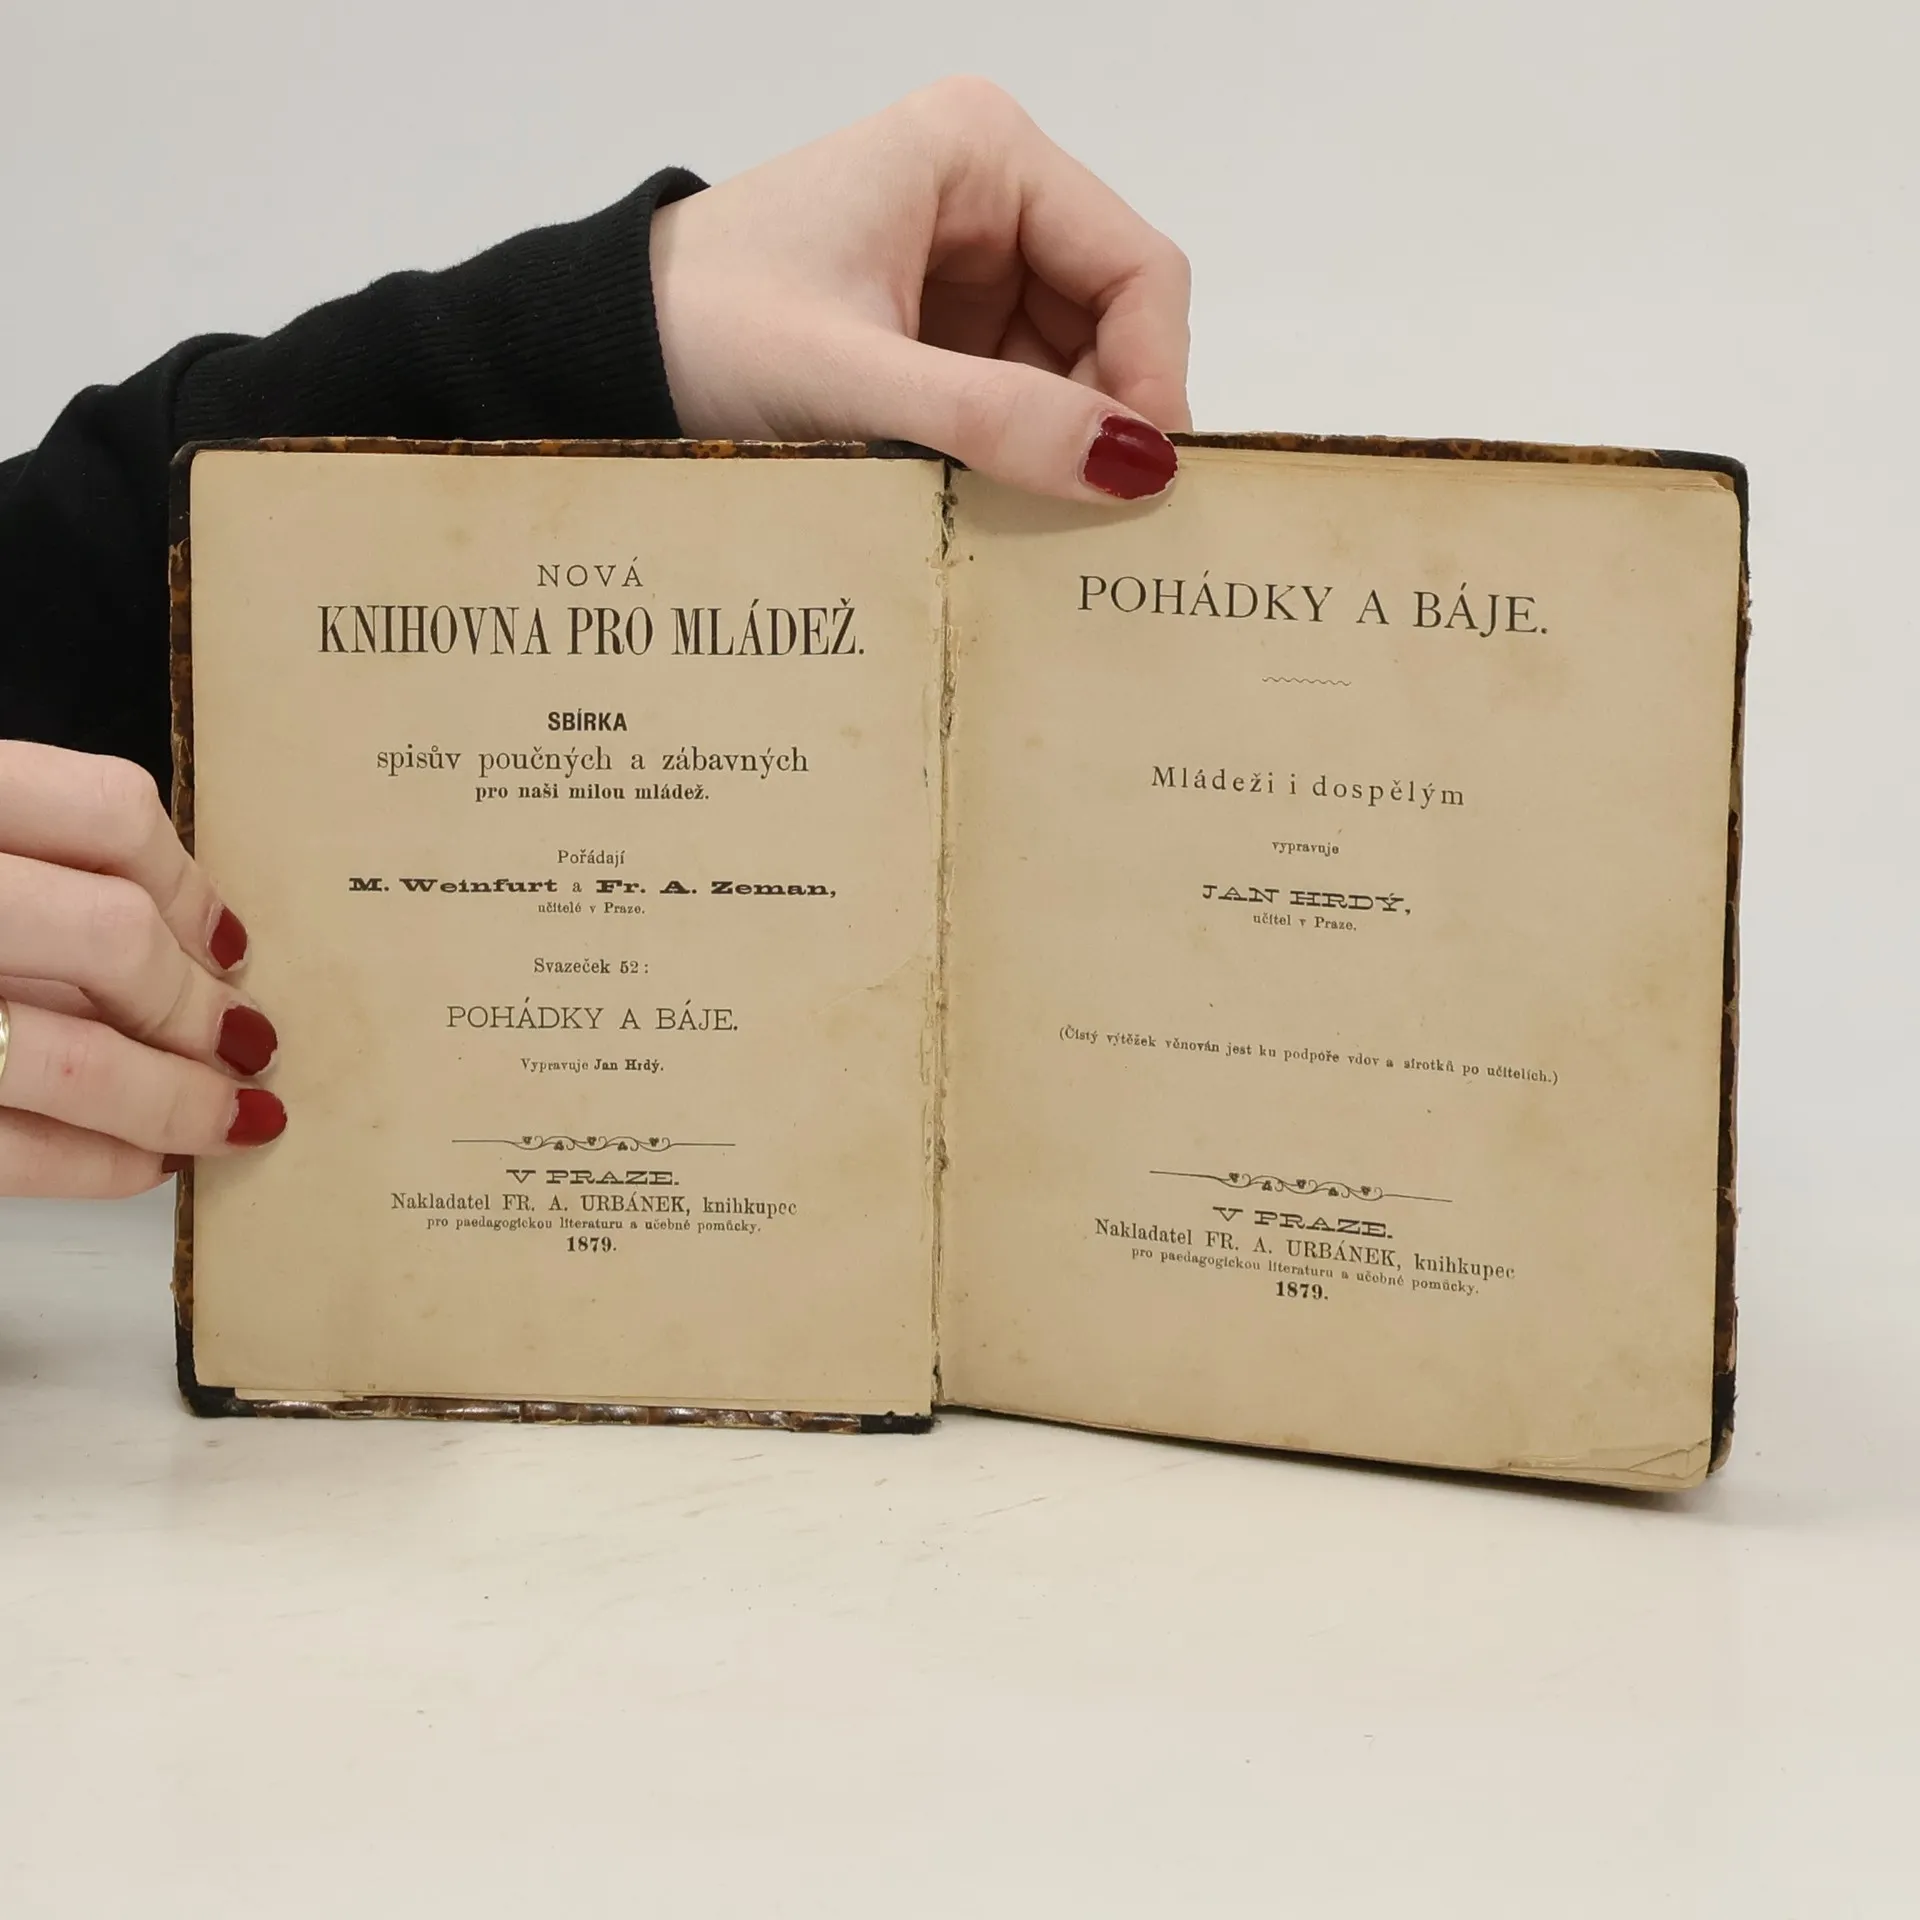 NOVÁ
KNIHOVNA PRO MLÁDEŽ.
SBÍRKA
spisův poučných a zábavných
pro naši milou mládež.
Pořádají
M. Weinfurt a Fr. A. Zeman,
učitelé v Praze.
Svazeček 52:
POHÁDKY A BÁJE.
Vypravuje Jan Hrdý.
V PRAZE.
Nakladatel FR. A. URBÁNEK, knihkupec
pro paedagogickou literaturu a učebné pomůcky.
1879.
POHÁDKY A BÁJE.
Mládeži i dospělým
vypravuje
JAN HRDÝ,
učitel v Praze.
(Čistý výtěžek věnován jest ku podpoře vdov a sirotků po učitelích.)
V PRAZE.
Nakladatel FR. A. URBÁNEK, knihkupec
pro paedagogickou literaturu a učebné pomůcky.
1879.